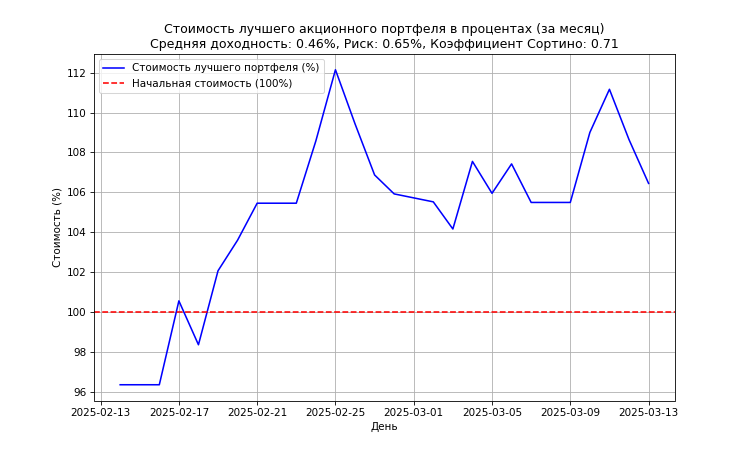 Стоимость лучшего акционного портфеля в процентах (за месяц)
Средняя доходность: 0.46%, Риск: 0.65%, Коэффициент Сортино: 0.71
Стоимость лучшего портфеля (%)
Начальная стоимость (100%)
Стоимость (%)
112
110
108
106
104
102
100
98
96
2025-02-13 2025-02-17 2025-02-21 2025-02-25 2025-03-01 2025-03-05 2025-03-09 2025-03-13
День